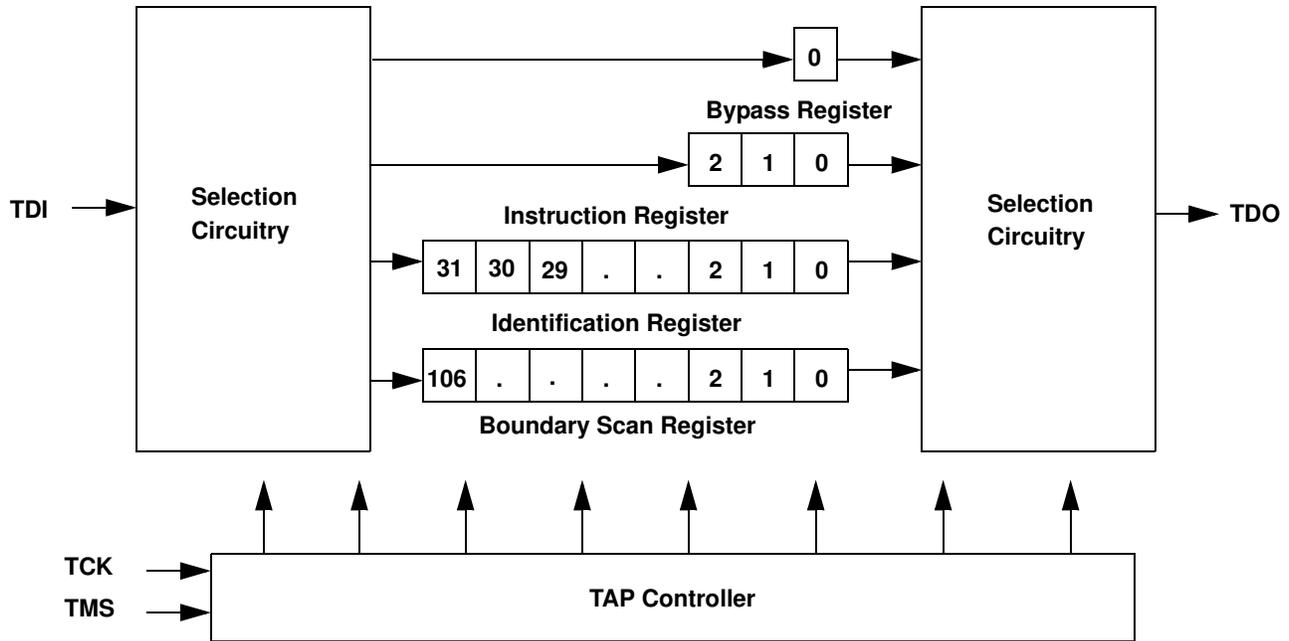 0
Bypass Register
2 1 0
TDI
Selection
Circuitry
Instruction Register
Selection
Circuitry
TDO
31 30 29 . . 2 1 0
Identification Register
106 . . . . 2 1 0
Boundary Scan Register
TCK
TMS
TAP Controller